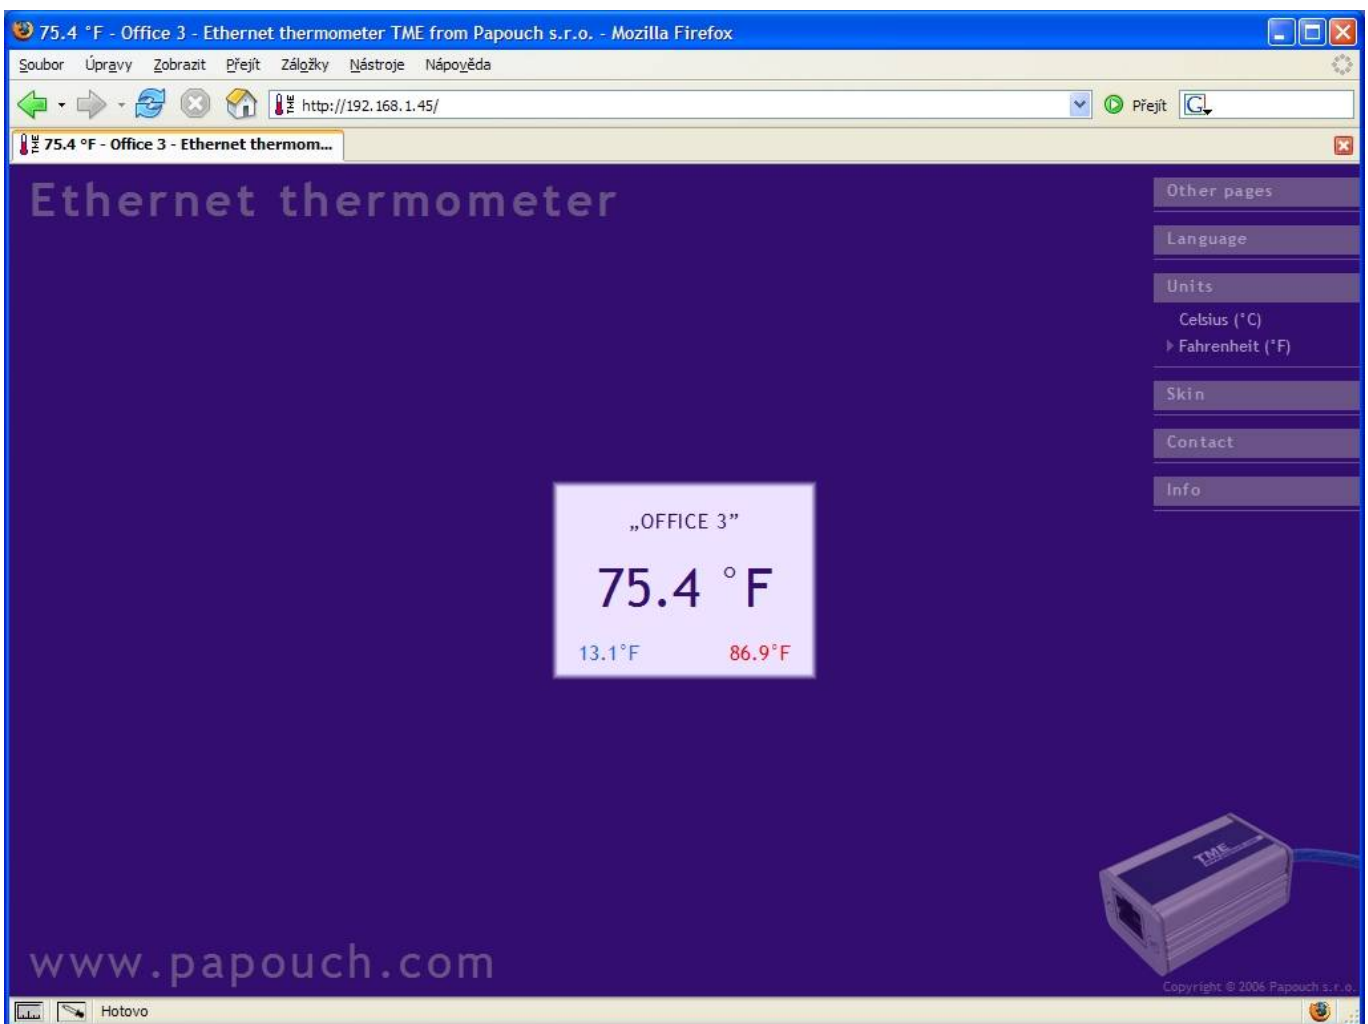 75.4 °F - Office 3 - Ethernet thermometer TME from Papouch s.r.o. - Mozilla Firefox
Soubor Úpravy Zobrazit Přejít Záložky Nástroje Nápověda
TME http://192.168.1.45/ Přejít G
TME 75.4 °F - Office 3 - Ethernet thermom...
Ethernet thermometer
Other pages
Language
Units
Celsius (°C)
Fahrenheit (°F)
Skin
Contact
Info
„OFFICE 3”
75.4 °F
13.1°F 86.9°F
TME
www.papouch.com
Copyright © 2006 Papouch s.r.o.
Hotovo